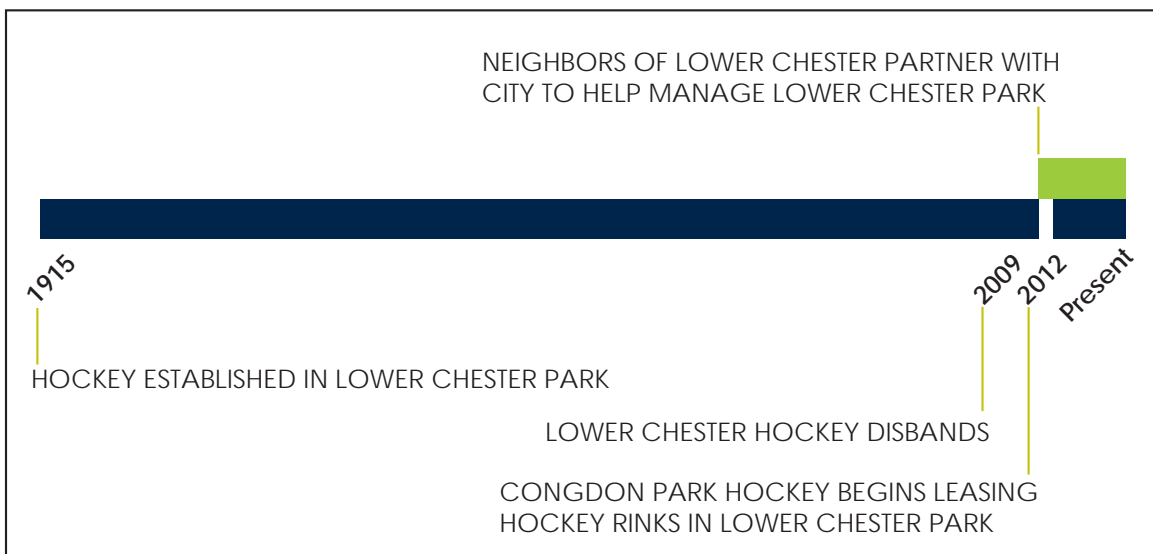 NEIGHBORS OF LOWER CHESTER PARTNER WITH
CITY TO HELP MANAGE LOWER CHESTER PARK
1915
2009
2012
Present
HOCKEY ESTABLISHED IN LOWER CHESTER PARK
LOWER CHESTER HOCKEY DISBANDS
CONGDON PARK HOCKEY BEGINS LEASING
HOCKEY RINKS IN LOWER CHESTER PARK